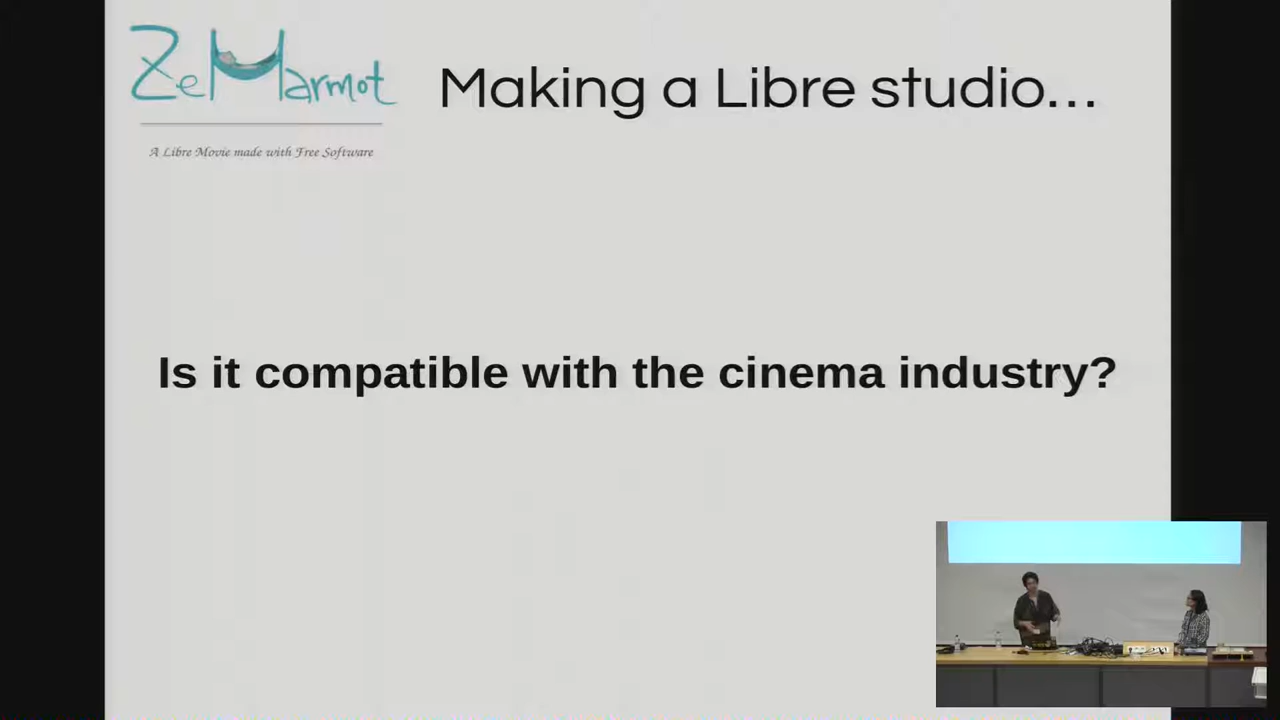 ZeMarmot
A Libre Movie made with Free Software
Making a Libre studio…
Is it compatible with the cinema industry?